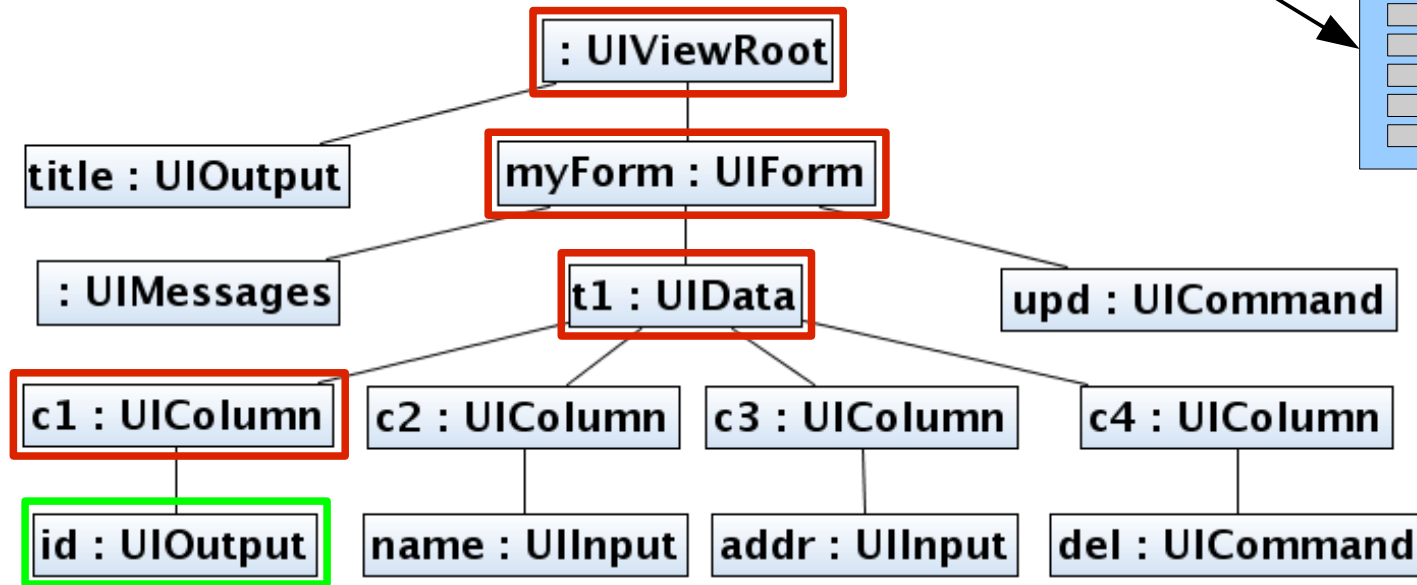 : UIViewRoot
title : UIOutput
myForm : UIForm
: UIMessages
t1 : UIData
upd : UICommand
c1 : UIColumn
c2 : UIColumn
c3 : UIColumn
c4 : UIColumn
id : UIOutput
name : UIInput
addr : UIInput
del : UICommand